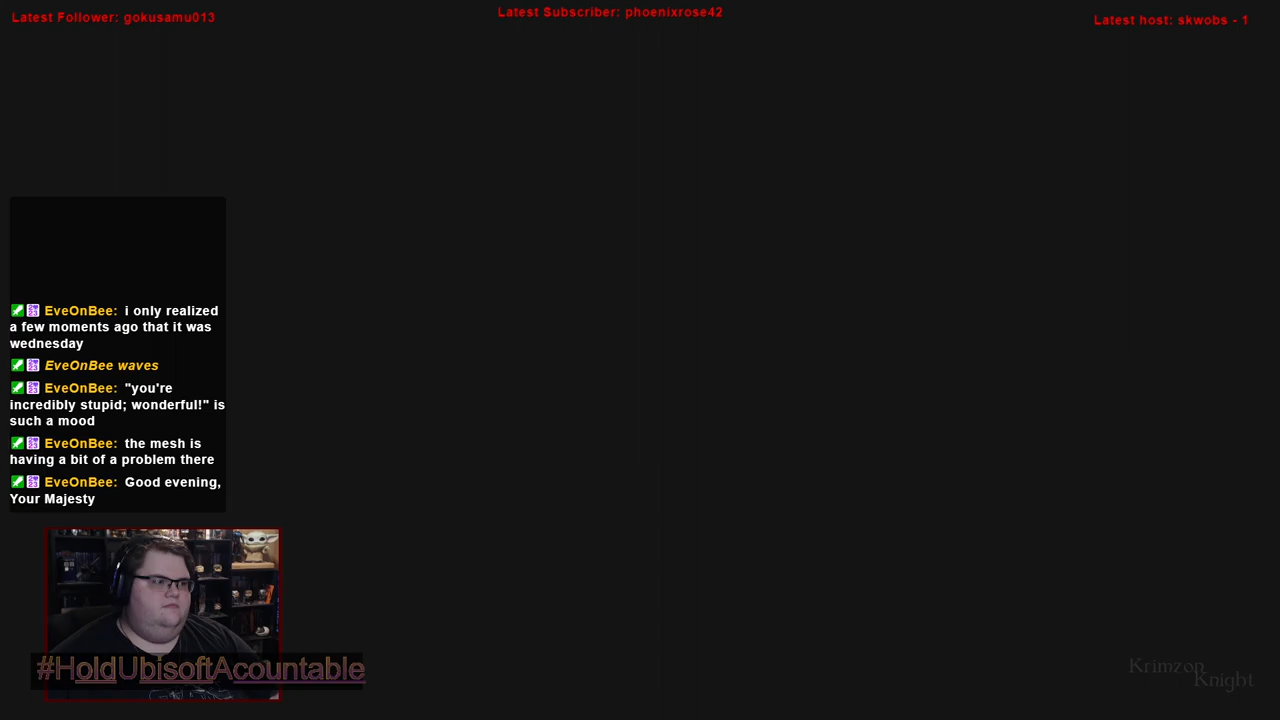 Latest Follower: gokusamu013
Latest Subscriber: phoenixrose42
Latest host: skwobs - 1
EveOnBee: i only realized
a few moments ago that it was
wednesday
EveOnBee waves
EveOnBee: "you're
incredibly stupid; wonderful!" is
such a mood
EveOnBee: the mesh is
having a bit of a problem there
EveOnBee: Good evening,
Your Majesty
#HoldUbisoftAcountable
Krimzon
Knight